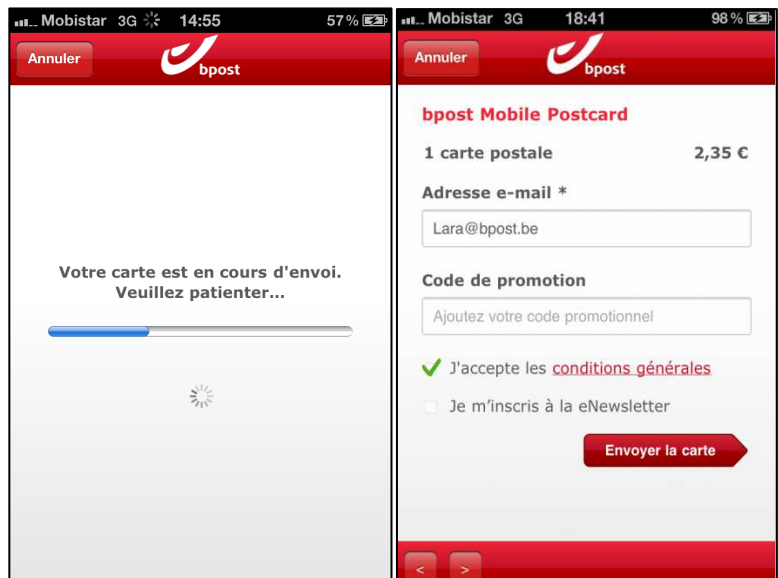 Mobistar 3G 14:55 57%
Annuler
bpost
Votre carte est en cours d'envoi.
Veuillez patienter...
Mobistar 3G 18:41 98%
Annuler
bpost
bpost Mobile Postcard
1 carte postale 2,35 €
Adresse e-mail *
Lara@bpost.be
Code de promotion
Ajoutez votre code promotionnel
J'accepte les conditions générales
Je m'inscris à la eNewsletter
Envoyer la carte
< >